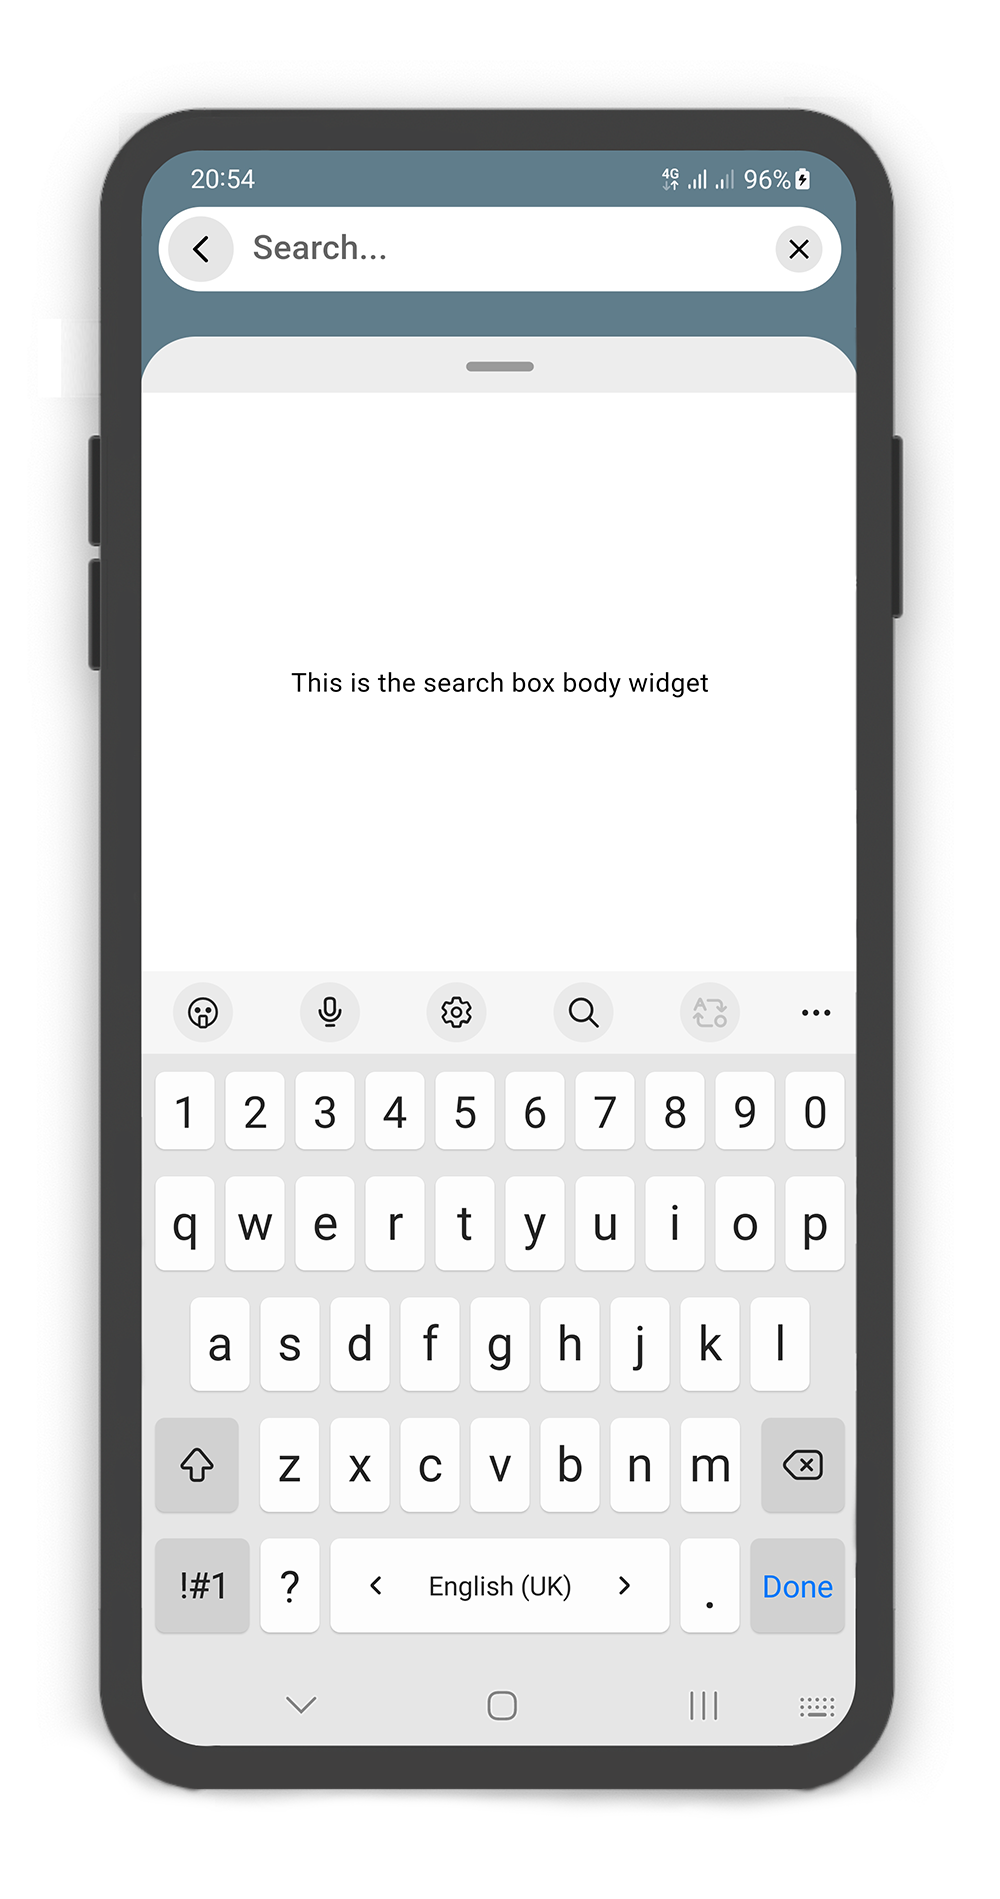 20:54 4G 96%
Search...
This is the search box body widget
1 2 3 4 5 6 7 8 9 0
q w e r t y u i o p
a s d f g h j k l
z x c v b n m
!#1 ? < English (UK) > . Done